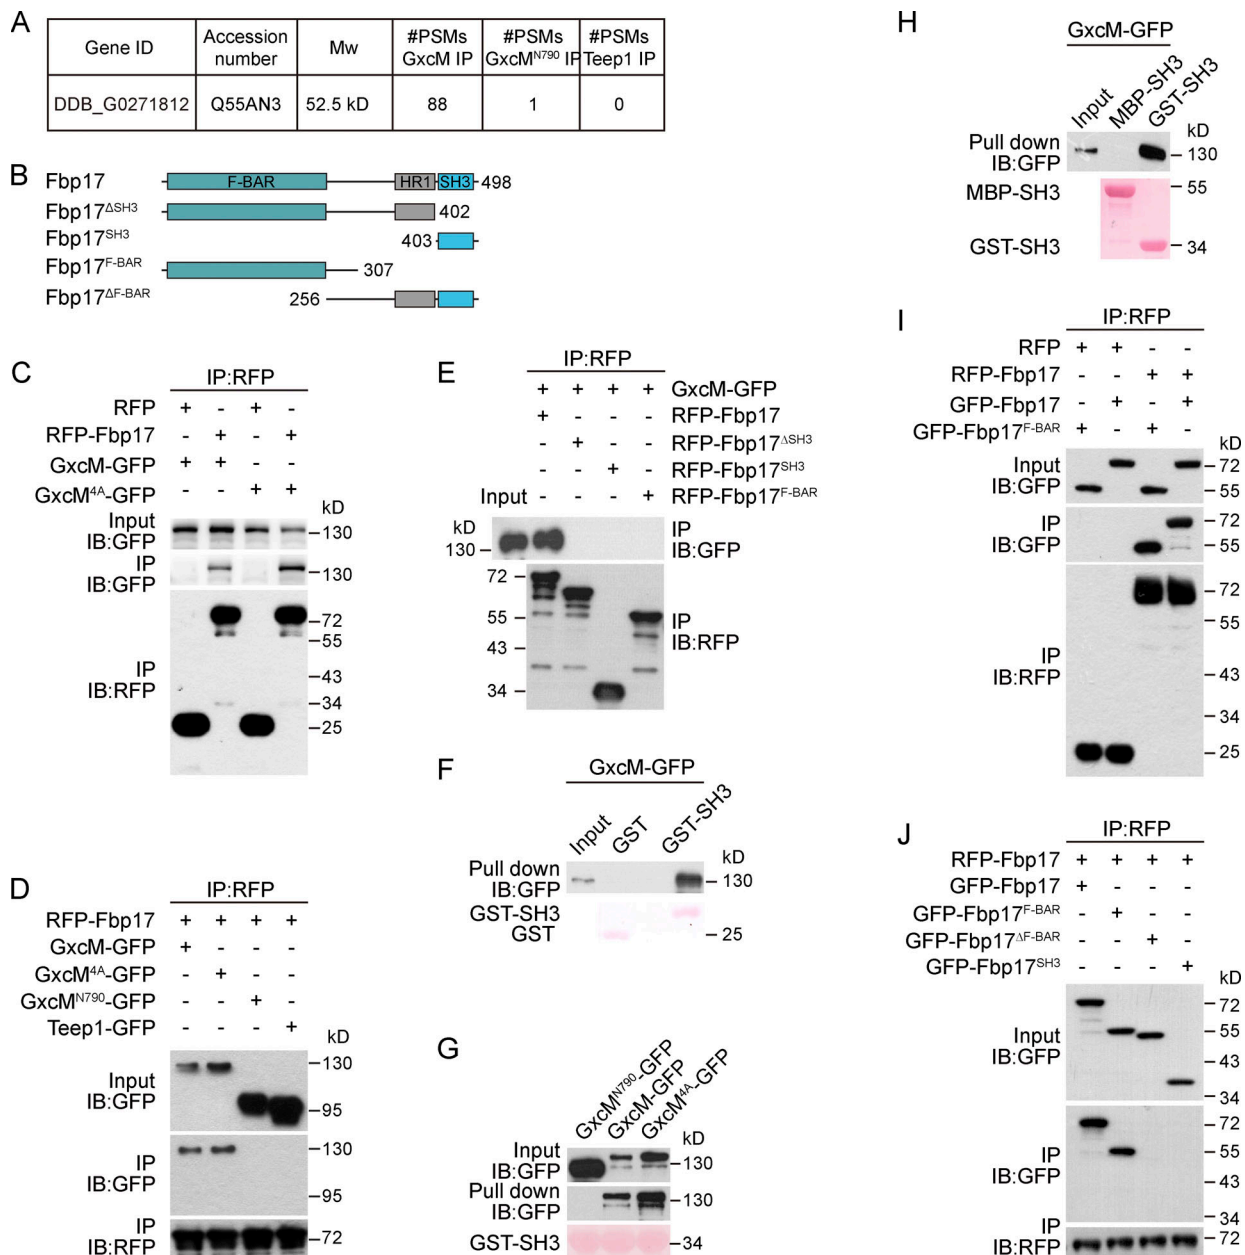 A
Gene ID | Accession number | Mw | #PSMs GxcM IP | #PSMs GxcM^N790 IP | #PSMs Teep1 IP
DDB_G0271812 | Q55AN3 | 52.5 kD | 88 | 1 | 0
B
Fbp17 F-BAR HR1 SH3 498
Fbp17^ΔSH3 402
Fbp17^SH3 403
Fbp17^F-BAR 307
Fbp17^ΔF-BAR 256
C
IP:RFP
RFP + - + -
RFP-Fbp17 - + - +
GxcM-GFP + + - -
GxcM^4A-GFP - - + +
kD
Input IB:GFP -130
IP IB:GFP 130
IP IB:RFP
-72
-55
-43
-34
-25
D
IP:RFP
RFP-Fbp17 + + + +
GxcM-GFP + - - -
GxcM^4A-GFP - + - -
GxcM^N790-GFP - - + -
Teep1-GFP - - - +
kD
Input IB:GFP
-130
-95
IP IB:GFP
-130
-95
IP IB:RFP -72
E
IP:RFP
+ + + + GxcM-GFP
+ - - - RFP-Fbp17
- + - - RFP-Fbp17^ΔSH3
- - + - RFP-Fbp17^SH3
Input - - - + RFP-Fbp17^F-BAR
kD
130 - IP IB:GFP
72 -
55 -
43 -
34 -
IP IB:RFP
F
GxcM-GFP
Input GST GST-SH3
kD
Pull down IB:GFP -130
GST-SH3
GST - 25
G
GxcM^N790-GFP GxcM-GFP GxcM^4A-GFP
kD
Input IB:GFP -130
Pull down IB:GFP - 130
GST-SH3 - 34
H
GxcM-GFP
Input MBP-SH3 GST-SH3
kD
Pull down IB:GFP - 130
MBP-SH3 - 55
GST-SH3 - 34
I
IP:RFP
RFP + + - -
RFP-Fbp17 - - + +
GFP-Fbp17 - + - +
GFP-Fbp17^F-BAR + - + -
kD
Input IB:GFP
-72
-55
IP IB:GFP
-72
-55
IP IB:RFP
-72
-55
-43
-34
-25
J
IP:RFP
RFP-Fbp17 + + + +
GFP-Fbp17 + - - -
GFP-Fbp17^F-BAR - + - -
GFP-Fbp17^ΔF-BAR - - + -
GFP-Fbp17^SH3 - - - +
kD
Input IB:GFP
-72
-55
-43
-34
IP IB:GFP
-72
-55
-43
-34
IP IB:RFP -72